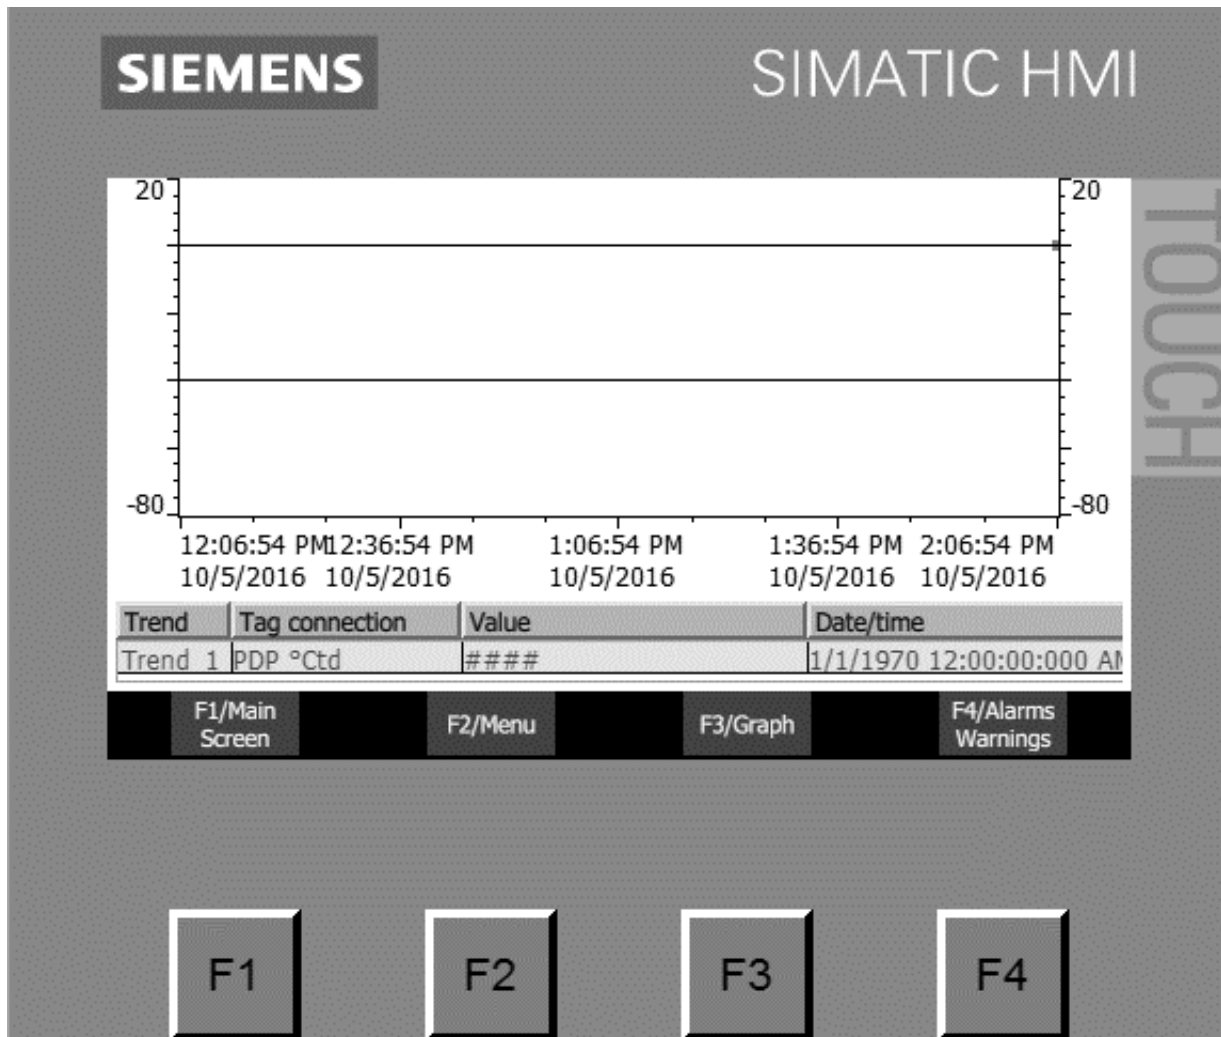 SIEMENS
SIMATIC HMI
TOUCH
20
20
-80
-80
12:06:54 PM 12:36:54 PM 1:06:54 PM 1:36:54 PM 2:06:54 PM
10/5/2016 10/5/2016 10/5/2016 10/5/2016 10/5/2016
Trend Tag connection Value Date/time
Trend 1 PDP °Ctd #### 1/1/1970 12:00:00:000 AM
F1/Main
Screen
F2/Menu
F3/Graph
F4/Alarms
Warnings
F1
F2
F3
F4